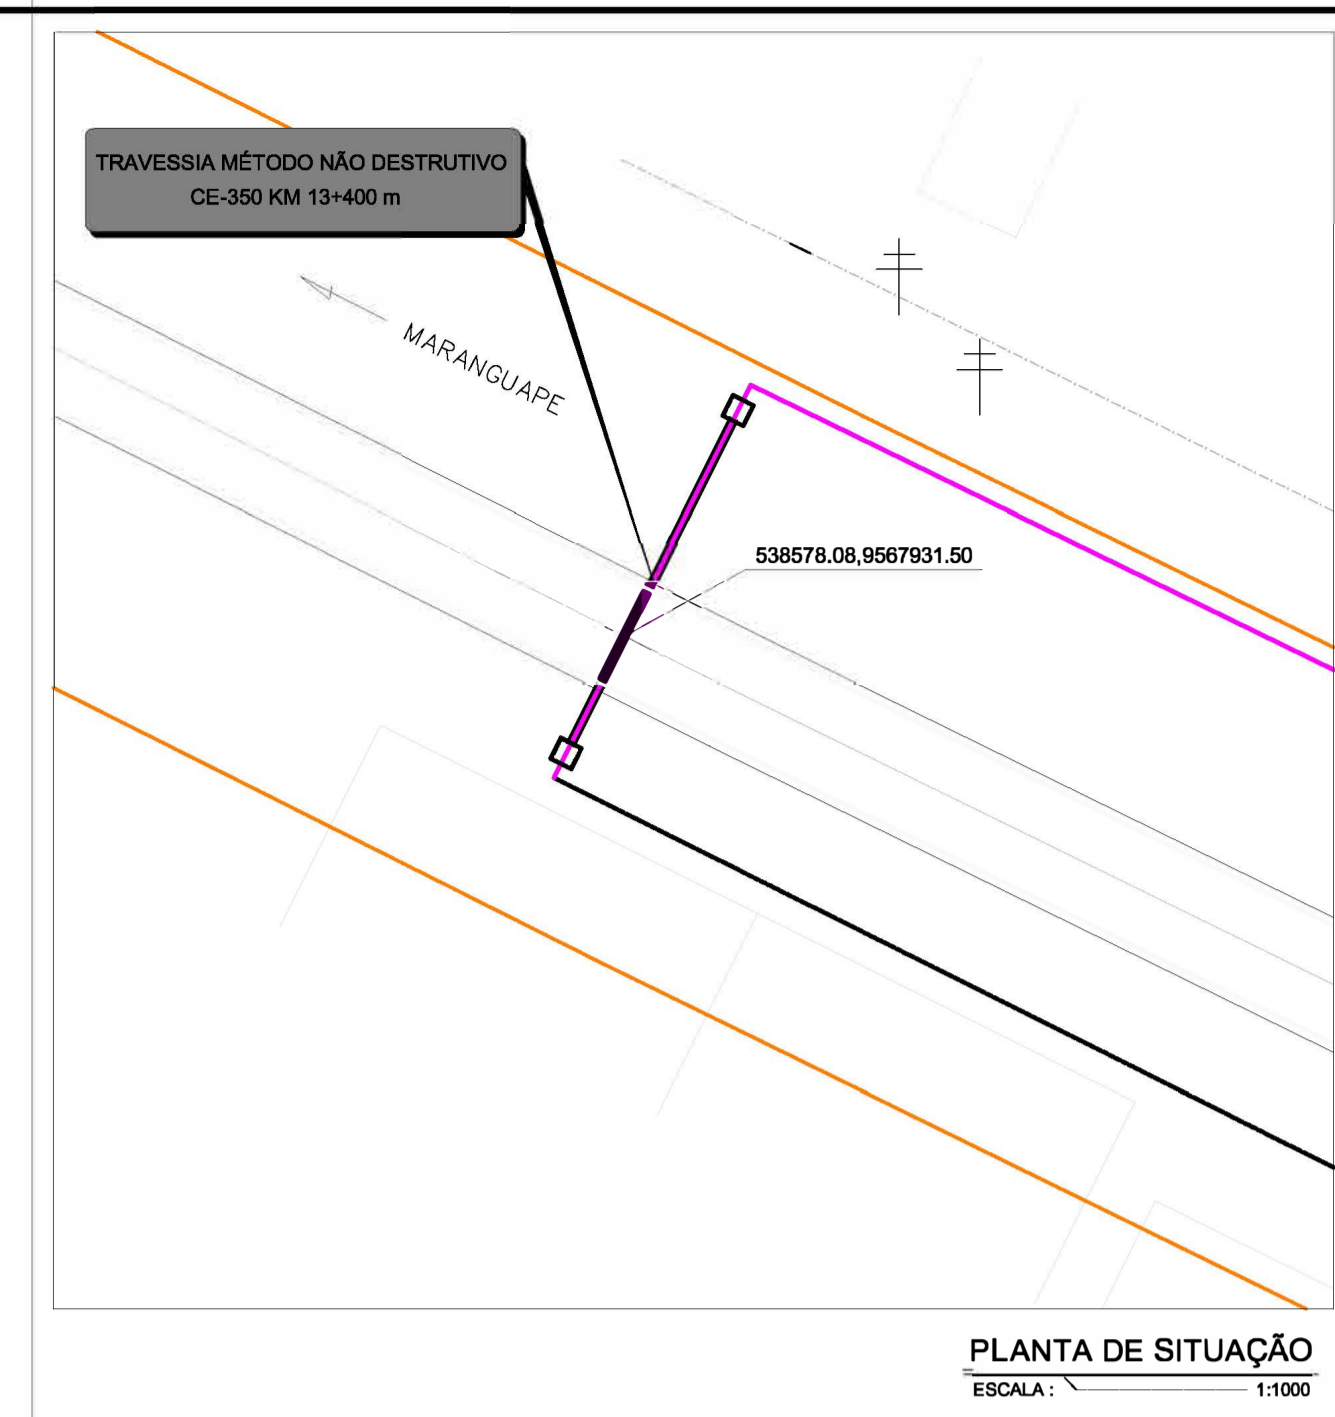 TRAVESSIA MÉTODO NÃO DESTRUTIVO
CE-350 KM 13+400 m
MARANGUAPE
538578.08,9567931.50
PLANTA DE SITUAÇÃO
ESCALA : 1:1000